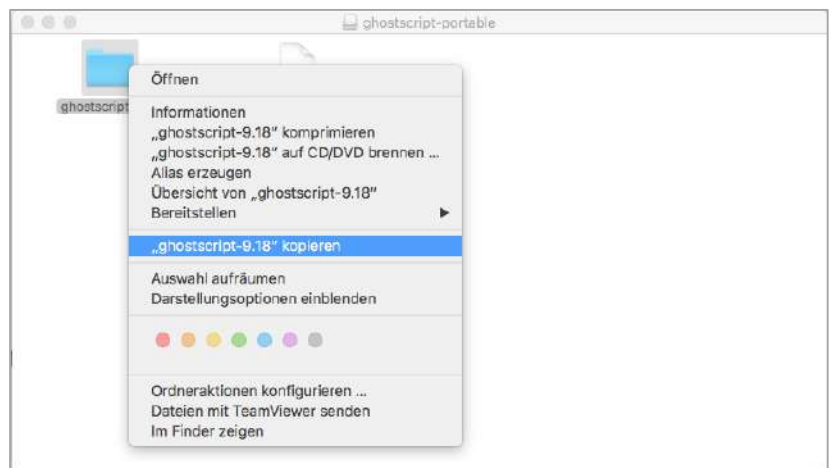 ghostscript-portable
ghostscript
Öffnen
Informationen
„ghostscript-9.18“ komprimieren
„ghostscript-9.18“ auf CD/DVD brennen ...
Alias erzeugen
Übersicht von „ghostscript-9.18“
Bereitstellen
„ghostscript-9.18“ kopieren
Auswahl aufräumen
Darstellungsoptionen einblenden
Ordneraktionen konfigurieren ...
Dateien mit TeamViewer senden
Im Finder zeigen